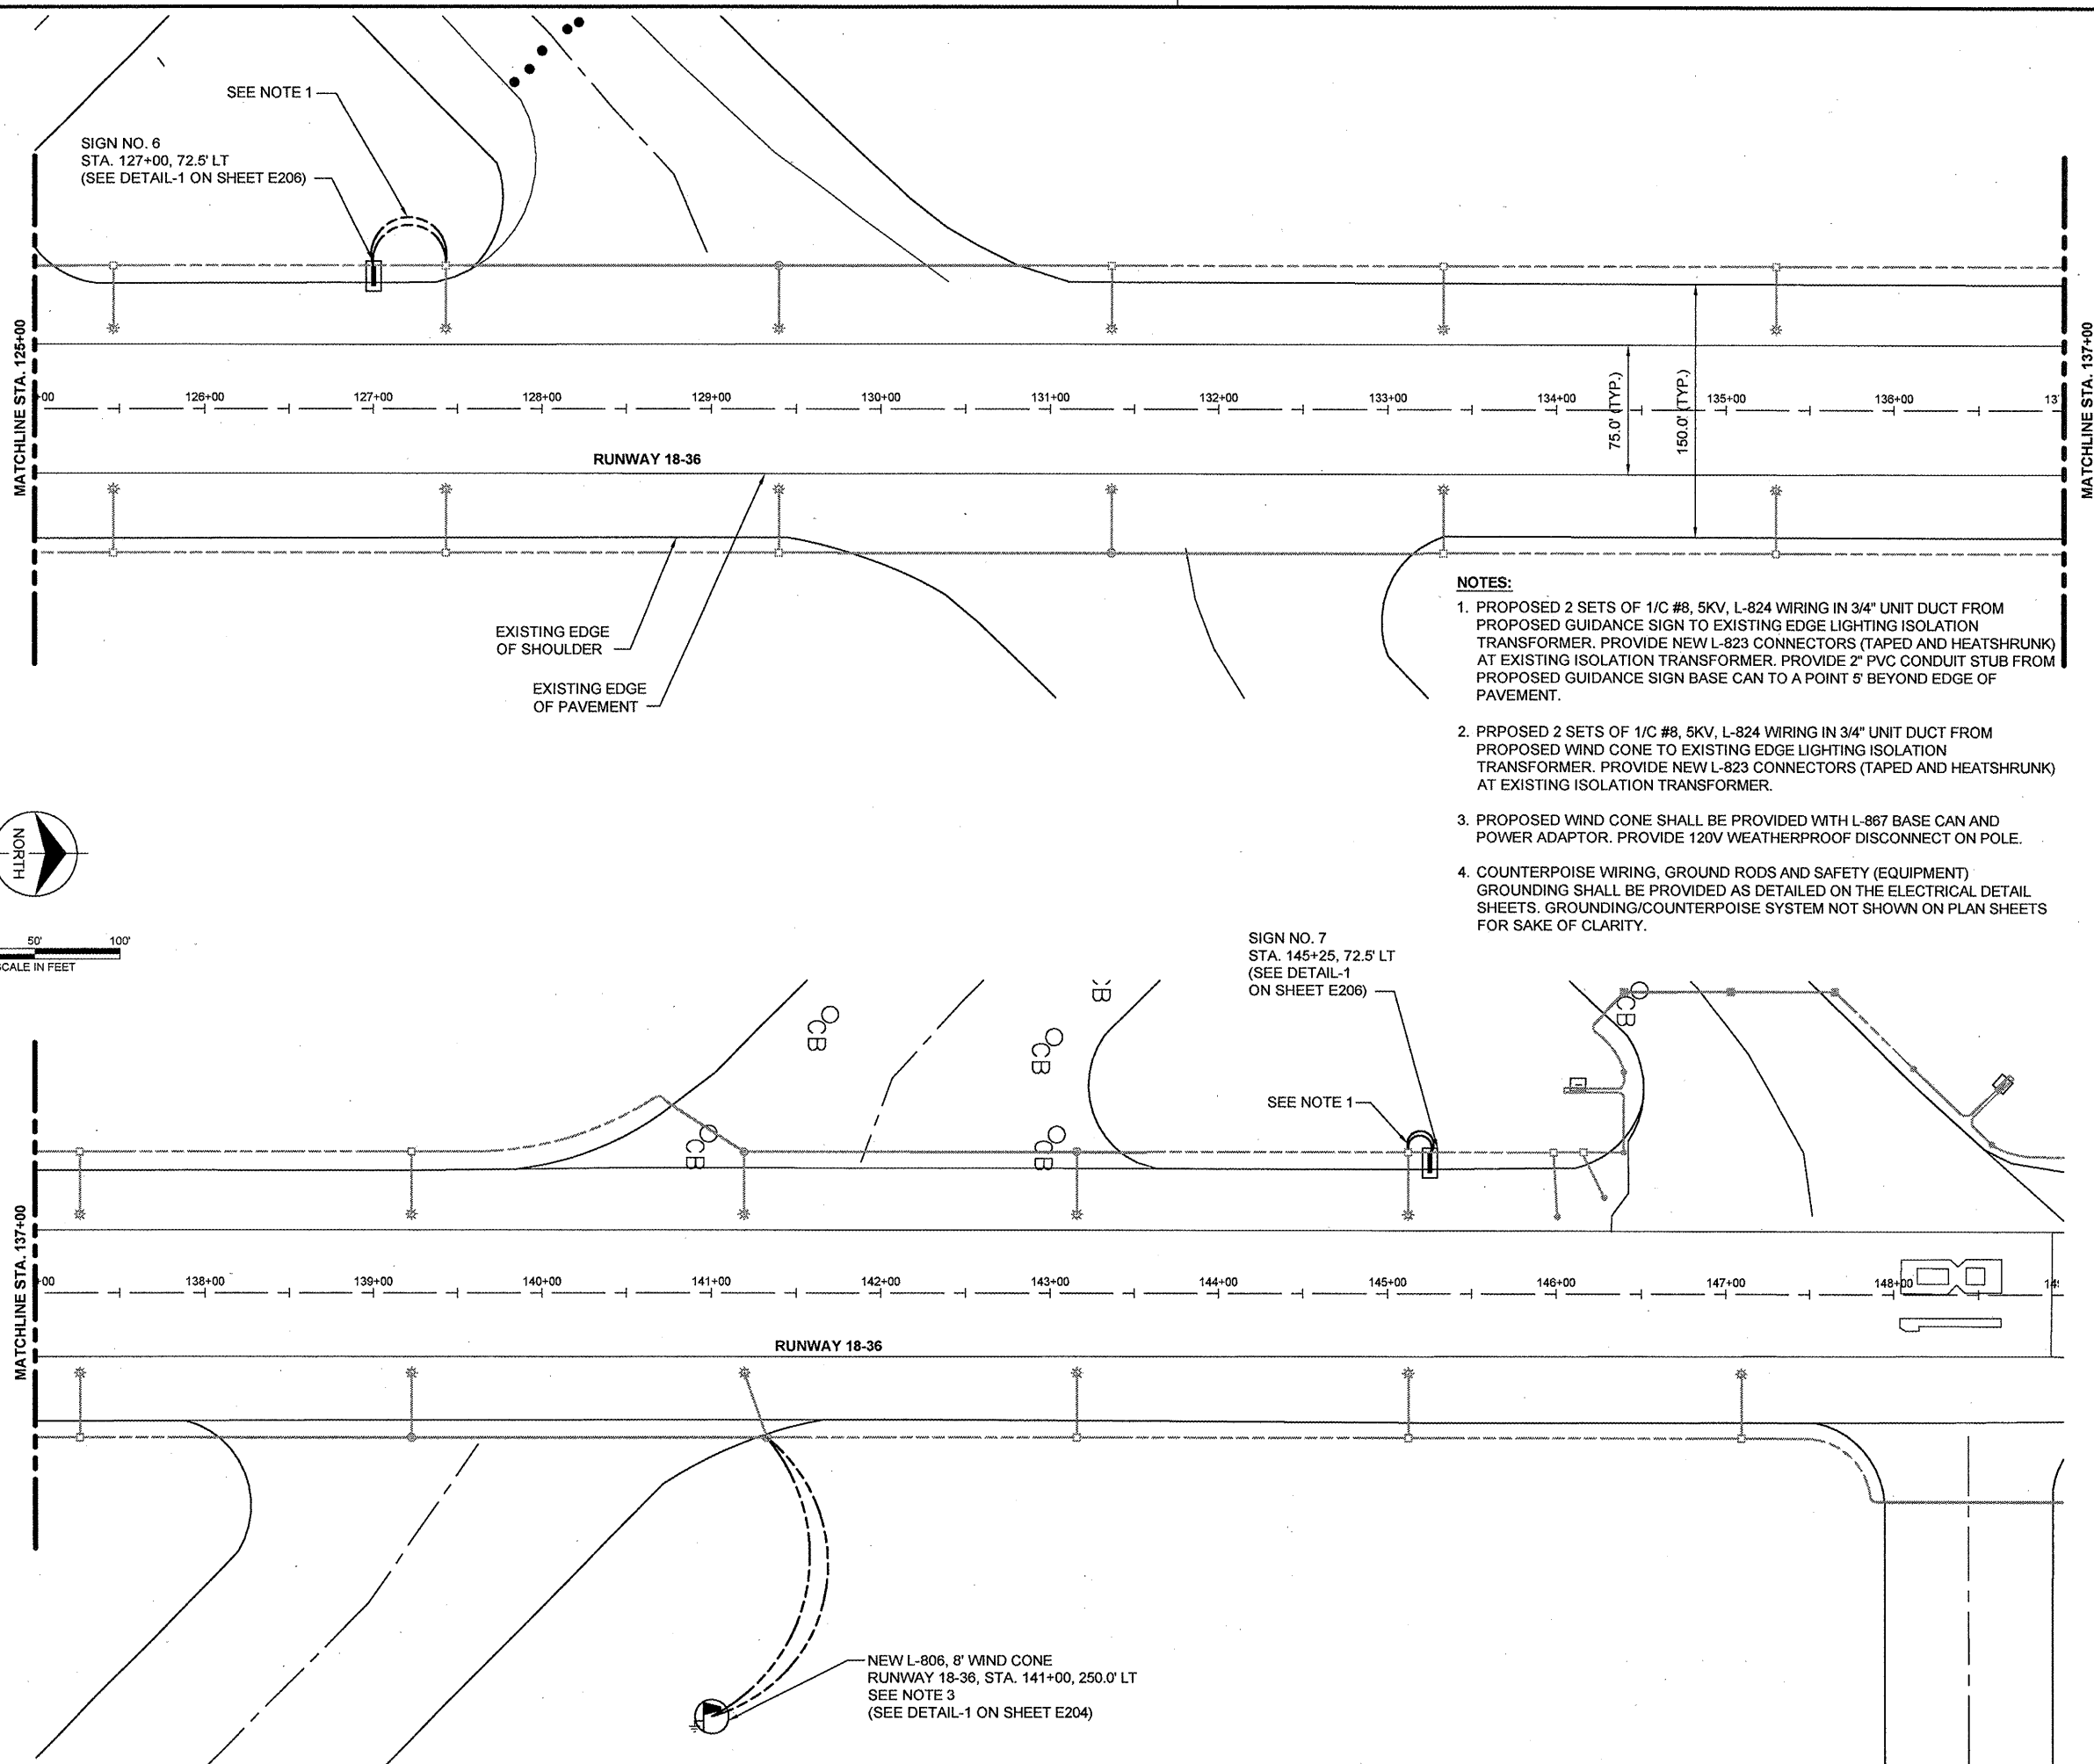 SEE NOTE 1
SIGN NO. 6
STA. 127+00, 72.5' LT
(SEE DETAIL-1 ON SHEET E206)
MATCHLINE STA. 125+00
MATCHLINE STA. 137+00
+00
126+00
127+00
128+00
129+00
130+00
131+00
132+00
133+00
134+00
135+00
136+00
13
75.0' (TYP.)
150.0' (TYP.)
RUNWAY 18-36
EXISTING EDGE
OF SHOULDER
EXISTING EDGE
OF PAVEMENT
NOTES:
1. PROPOSED 2 SETS OF 1/C #8, 5KV, L-824 WIRING IN 3/4" UNIT DUCT FROM
PROPOSED GUIDANCE SIGN TO EXISTING EDGE LIGHTING ISOLATION
TRANSFORMER. PROVIDE NEW L-823 CONNECTORS (TAPED AND HEATSHRUNK)
AT EXISTING ISOLATION TRANSFORMER. PROVIDE 2" PVC CONDUIT STUB FROM
PROPOSED GUIDANCE SIGN BASE CAN TO A POINT 5' BEYOND EDGE OF
PAVEMENT.
2. PRPOSED 2 SETS OF 1/C #8, 5KV, L-824 WIRING IN 3/4" UNIT DUCT FROM
PROPOSED WIND CONE TO EXISTING EDGE LIGHTING ISOLATION
TRANSFORMER. PROVIDE NEW L-823 CONNECTORS (TAPED AND HEATSHRUNK)
AT EXISTING ISOLATION TRANSFORMER.
3. PROPOSED WIND CONE SHALL BE PROVIDED WITH L-867 BASE CAN AND
POWER ADAPTOR. PROVIDE 120V WEATHERPROOF DISCONNECT ON POLE.
4. COUNTERPOISE WIRING, GROUND RODS AND SAFETY (EQUIPMENT)
GROUNDING SHALL BE PROVIDED AS DETAILED ON THE ELECTRICAL DETAIL
SHEETS. GROUNDING/COUNTERPOISE SYSTEM NOT SHOWN ON PLAN SHEETS
FOR SAKE OF CLARITY.
NORTH
50' 100'
SCALE IN FEET
SIGN NO. 7
STA. 145+25, 72.5' LT
(SEE DETAIL-1
ON SHEET E206)
CB
CB
CB
CB
CB
CB
SEE NOTE 1
MATCHLINE STA. 137+00
+00
138+00
139+00
140+00
141+00
142+00
143+00
144+00
145+00
146+00
147+00
148+00
14
RUNWAY 18-36
18
NEW L-806, 8' WIND CONE
RUNWAY 18-36, STA. 141+00, 250.0' LT
SEE NOTE 3
(SEE DETAIL-1 ON SHEET E204)